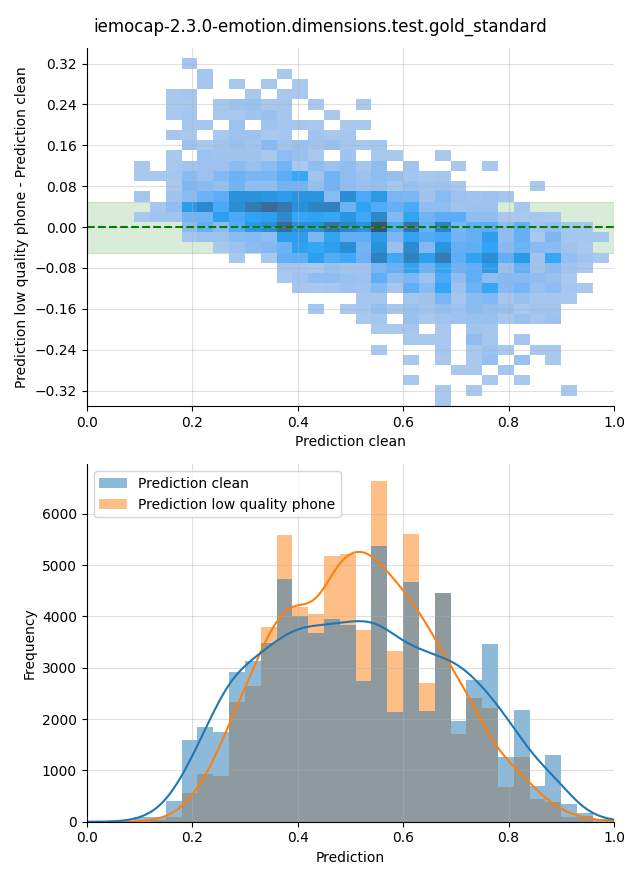 iemocap-2.3.0-emotion.dimensions.test.gold_standard
Prediction low quality phone - Prediction clean
0.32
0.24
0.16
0.08
0.00
−0.08
−0.16
−0.24
−0.32
0.0 0.2 0.4 0.6 0.8 1.0
Prediction clean
Prediction clean
Prediction low quality phone
Frequency
6000
5000
4000
3000
2000
1000
0
0.0 0.2 0.4 0.6 0.8 1.0
Prediction